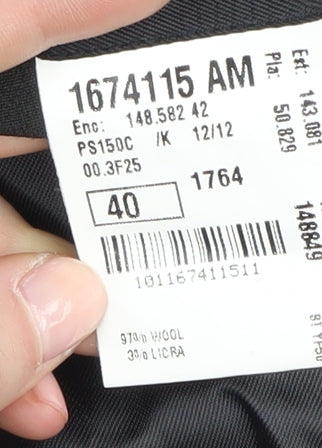 1674115 AM
Enc: 148.582 42
PS150C /K 12/12
00.3F25
40
1764
101167411511
97% WOOL
3% LICRA
Est: 143.081
Pla: 50.829
148849